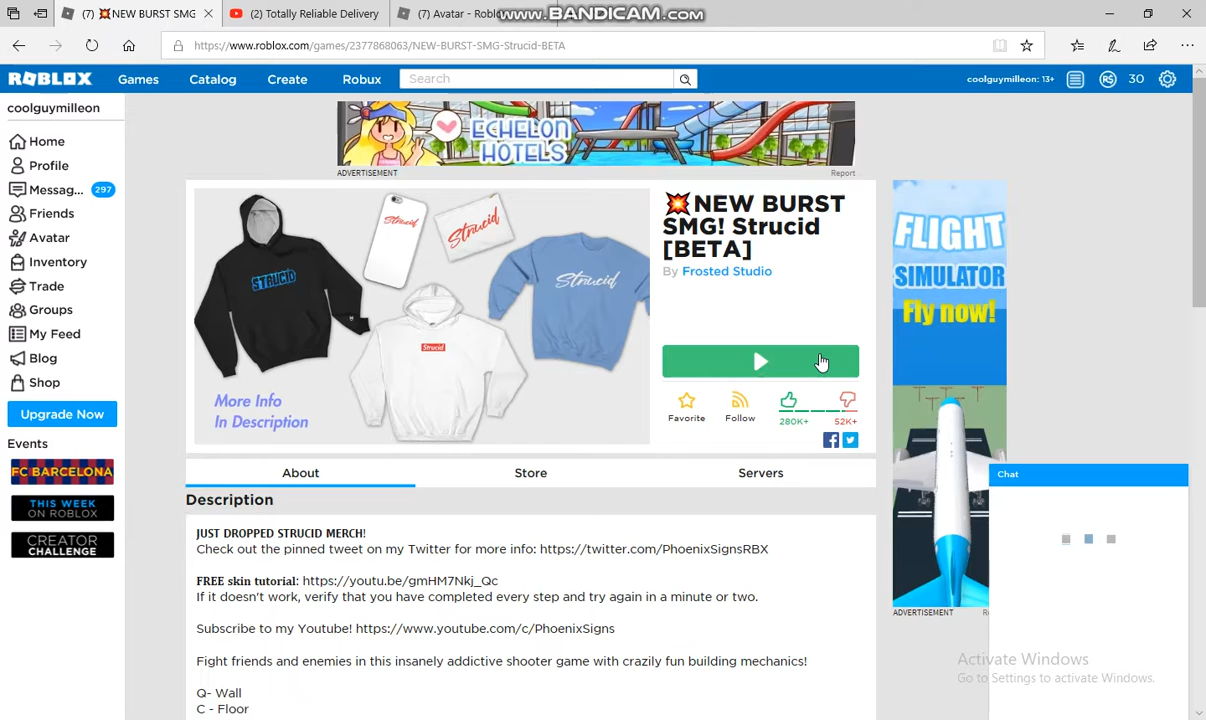 (7) 💥NEW BURST SMG
(2) Totally Reliable Delivery
(7) Avatar - Roblo
www.BANDICAM.com
https://www.roblox.com/games/2377868063/NEW-BURST-SMG-Strucid-BETA
ROBLOX
Games
Catalog
Create
Robux
Search
coolguymilleon: 13+
R$
30
coolguymilleon
Home
Profile
Messag... 297
Friends
Avatar
Inventory
Trade
Groups
My Feed
Blog
Shop
Upgrade Now
Events
FC BARCELONA
THIS WEEK
ON ROBLOX
CREATOR
CHALLENGE
ECHELON
HOTELS
ADVERTISEMENT
Report
STRUCID
Strucid
Strucid
Strucid
Strucid
More Info
In Description
💥NEW BURST
SMG! Strucid
[BETA]
By Frosted Studio
Favorite
Follow
280K+
52K+
About
Store
Servers
Description
JUST DROPPED STRUCID MERCH!
Check out the pinned tweet on my Twitter for more info: https://twitter.com/PhoenixSignsRBX
FREE skin tutorial: https://youtu.be/gmHM7Nkj_Qc
If it doesn't work, verify that you have completed every step and try again in a minute or two.
Subscribe to my Youtube! https://www.youtube.com/c/PhoenixSigns
Fight friends and enemies in this insanely addictive shooter game with crazily fun building mechanics!
Q- Wall
C - Floor
FLIGHT
SIMULATOR
Fly now!
ADVERTISEMENT
Chat
Activate Windows
Go to Settings to activate Windows.